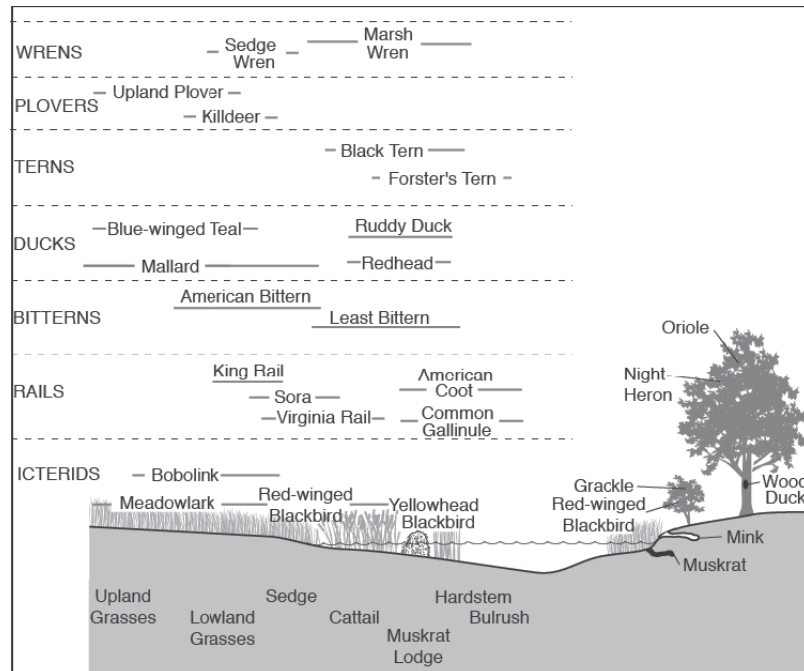 WRENS
Sedge
Wren
Marsh
Wren
PLOVERS
Upland Plover
Killdeer
TERNS
Black Tern
Forster's Tern
DUCKS
Blue-winged Teal
Ruddy Duck
Mallard
Redhead
BITTERNS
American Bittern
Least Bittern
RAILS
King Rail
Sora
Virginia Rail
American
Coot
Common
Gallinule
ICTERIDS
Bobolink
Meadowlark
Red-winged
Blackbird
Yellowhead
Blackbird
Oriole
Night
Heron
Grackle
Red-winged
Blackbird
Wood
Duck
Mink
Muskrat
Upland
Grasses
Lowland
Grasses
Sedge
Cattail
Muskrat
Lodge
Hardstem
Bulrush